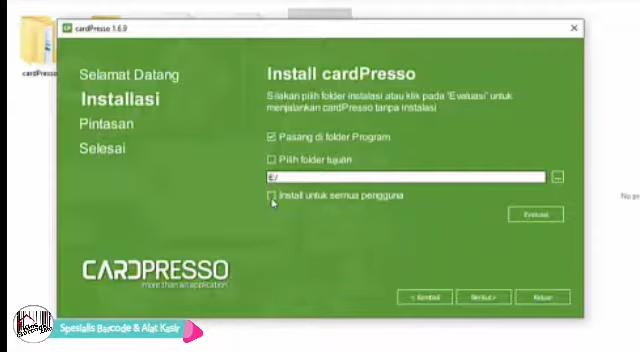 cardPresso 1.6.9
cardPresso
Selamat Datang
Installasi
Pintasan
Selesai
Install cardPresso
Silakan pilih folder instalasi atau klik pada 'Evaluasi' untuk
menjalankan cardPresso tanpa instalasi
Pasang di folder Program
Pilih folder tujuan
E:/
...
Install untuk semua pengguna
Evaluasi
CARDPRESSO
more than an application
< Kembali
Berikut >
Keluar
Spesialis Barcode & Alat Kasir